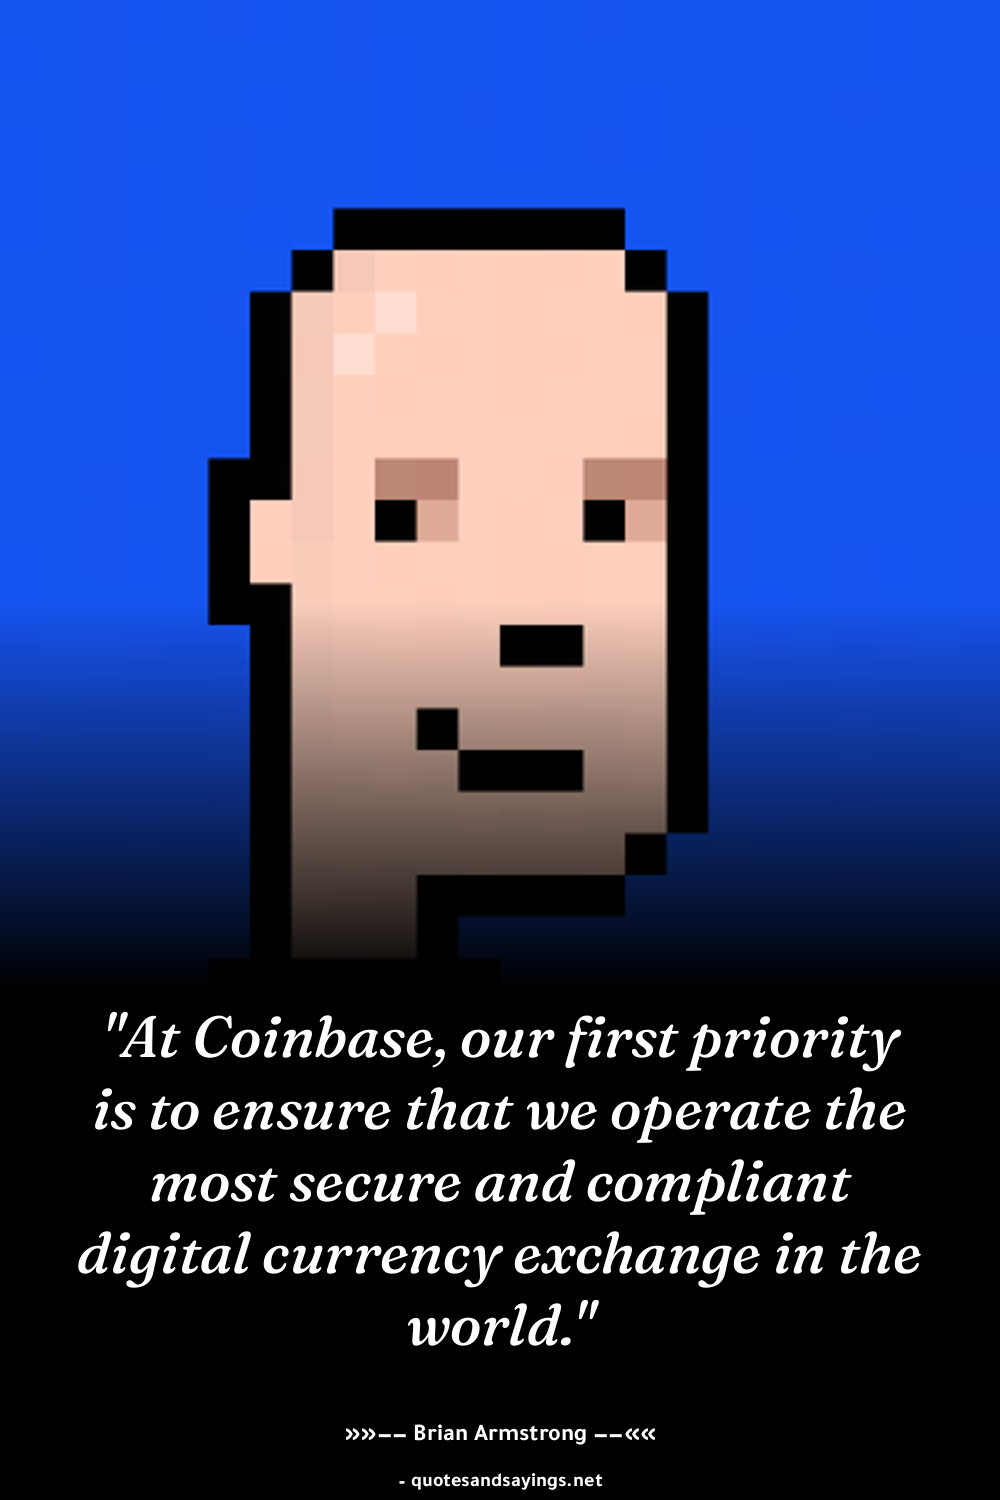 "At Coinbase, our first priority
is to ensure that we operate the
most secure and compliant
digital currency exchange in the
world."
»»−− Brian Armstrong −−««
- quotesandsayings.net